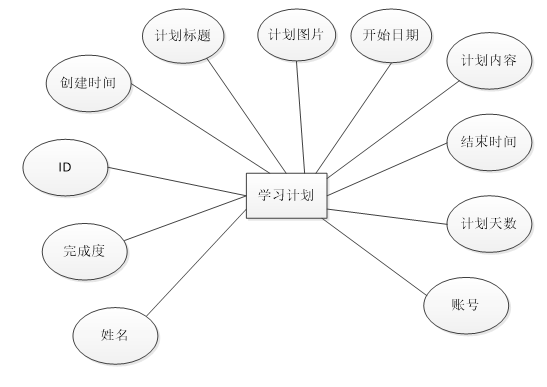 计划标题
计划图片
开始日期
创建时间
计划内容
结束时间
ID
学习计划
计划天数
完成度
账号
姓名